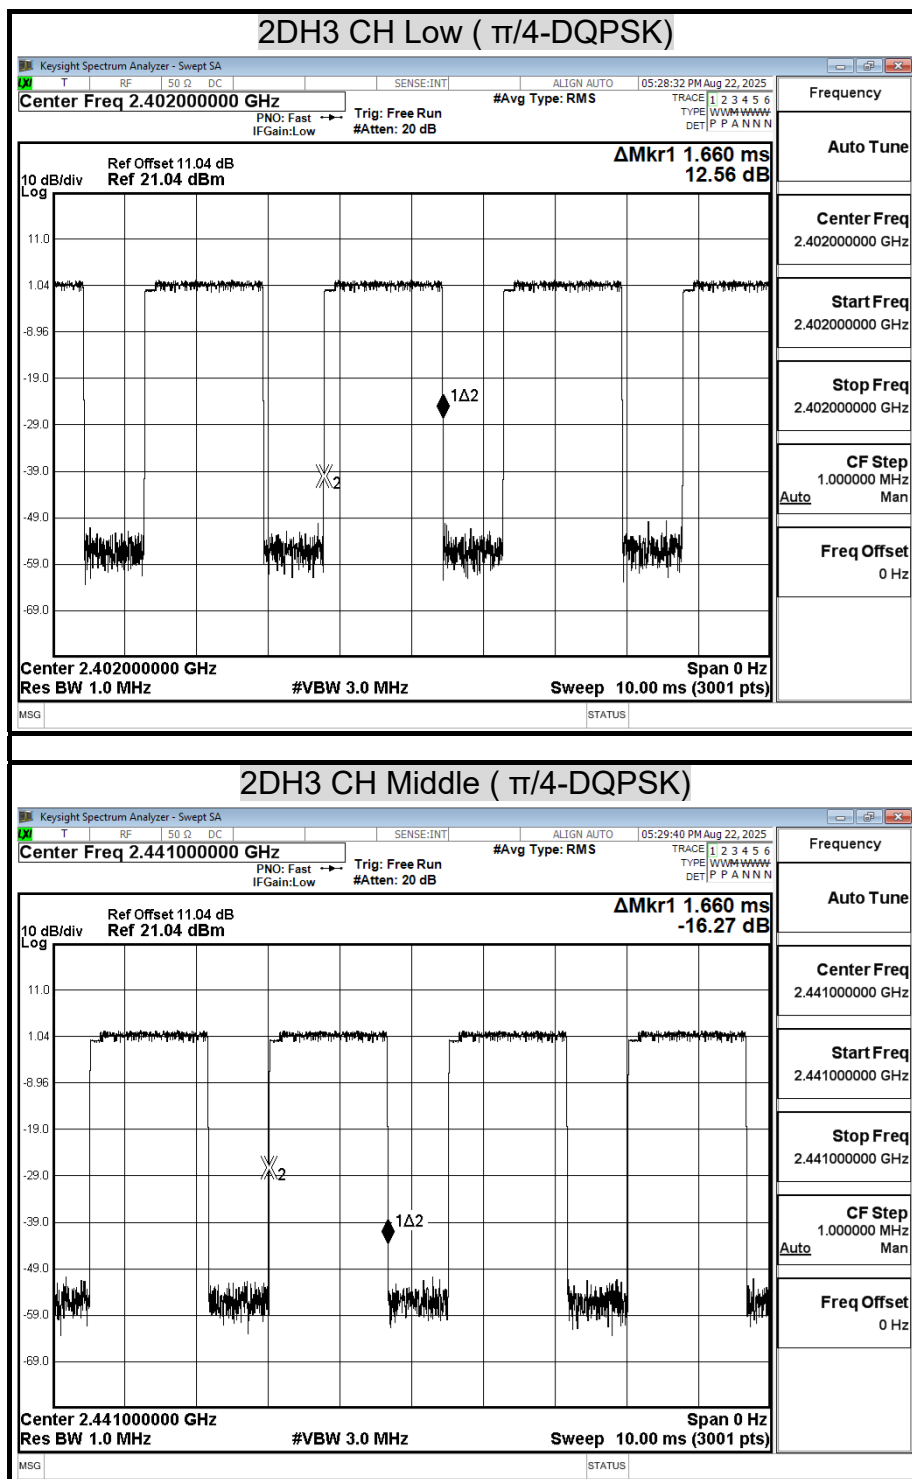 2DH3 CH Low ( π/4-DQPSK)
Keysight Spectrum Analyzer - Swept SA
LXI T RF 50 Ω DC SENSE:INT ALIGN AUTO 05:28:32 PM Aug 22, 2025
Center Freq 2.402000000 GHz
PNO: Fast
IFGain:Low
Trig: Free Run
#Atten: 20 dB
#Avg Type: RMS
TRACE 1 2 3 4 5 6
TYPE WWMWWWW
DET P P A N N N
Frequency
ΔMkr1 1.660 ms
12.56 dB
Ref Offset 11.04 dB
10 dB/div Ref 21.04 dBm
Log
11.0
1.04
-8.96
-19.0
-29.0
-39.0
-49.0
-59.0
-69.0
1Δ2
2
Center 2.402000000 GHz Span 0 Hz
Res BW 1.0 MHz #VBW 3.0 MHz Sweep 10.00 ms (3001 pts)
MSG STATUS
Auto Tune
Center Freq
2.402000000 GHz
Start Freq
2.402000000 GHz
Stop Freq
2.402000000 GHz
CF Step
1.000000 MHz
Auto Man
Freq Offset
0 Hz
2DH3 CH Middle ( π/4-DQPSK)
Keysight Spectrum Analyzer - Swept SA
LXI T RF 50 Ω DC SENSE:INT ALIGN AUTO 05:29:40 PM Aug 22, 2025
Center Freq 2.441000000 GHz
PNO: Fast
IFGain:Low
Trig: Free Run
#Atten: 20 dB
#Avg Type: RMS
TRACE 1 2 3 4 5 6
TYPE WWMWWWW
DET P P A N N N
Frequency
ΔMkr1 1.660 ms
-16.27 dB
Ref Offset 11.04 dB
10 dB/div Ref 21.04 dBm
Log
11.0
1.04
-8.96
-19.0
-29.0
-39.0
-49.0
-59.0
-69.0
2
1Δ2
Center 2.441000000 GHz Span 0 Hz
Res BW 1.0 MHz #VBW 3.0 MHz Sweep 10.00 ms (3001 pts)
MSG STATUS
Auto Tune
Center Freq
2.441000000 GHz
Start Freq
2.441000000 GHz
Stop Freq
2.441000000 GHz
CF Step
1.000000 MHz
Auto Man
Freq Offset
0 Hz